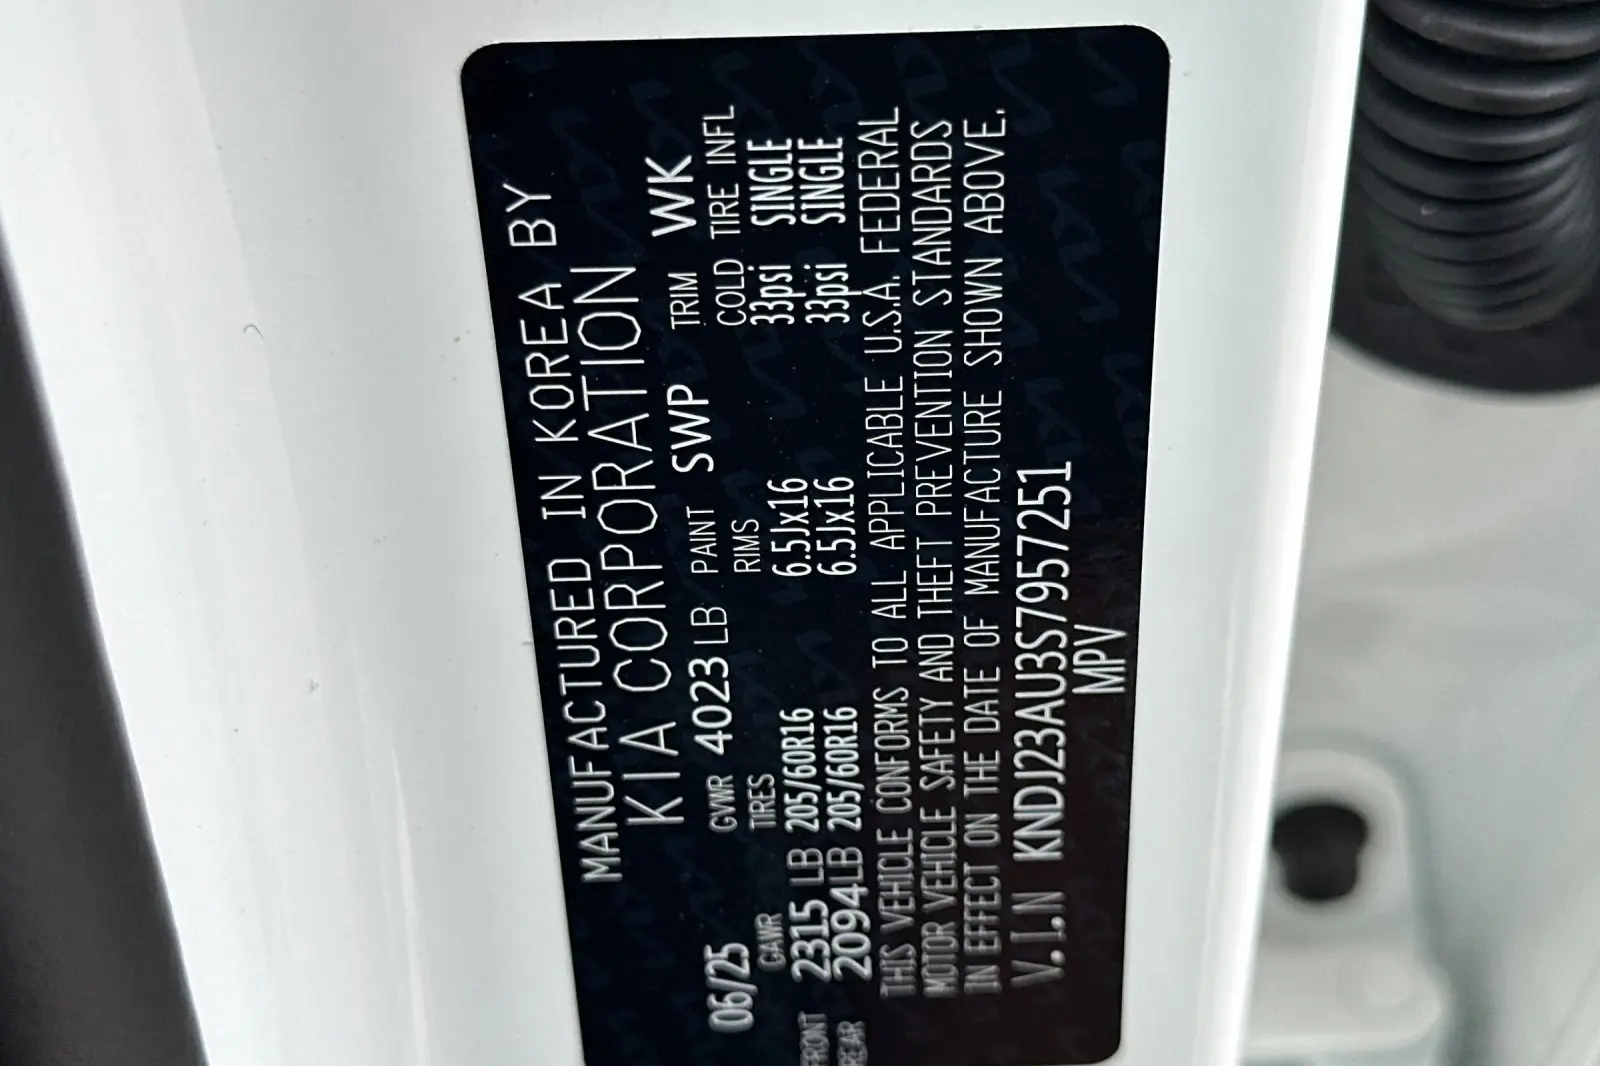 MANUFACTURED IN KOREA BY
KIA CORPORATION
06/25 GVWR 4023 LB PAINT SWP TRIM WK
GAWR TIRES RIMS COLD TIRE INFL
FRONT 2315 LB 205/60R16 6.5Jx16 33psi SINGLE
REAR 2094LB 205/60R16 6.5Jx16 33psi SINGLE
THIS VEHICLE CONFORMS TO ALL APPLICABLE U.S.A. FEDERAL
MOTOR VEHICLE SAFETY AND THEFT PREVENTION STANDARDS
IN EFFECT ON THE DATE OF MANUFACTURE SHOWN ABOVE.
V.I.N KNDJ23AU3S7957251
MPV